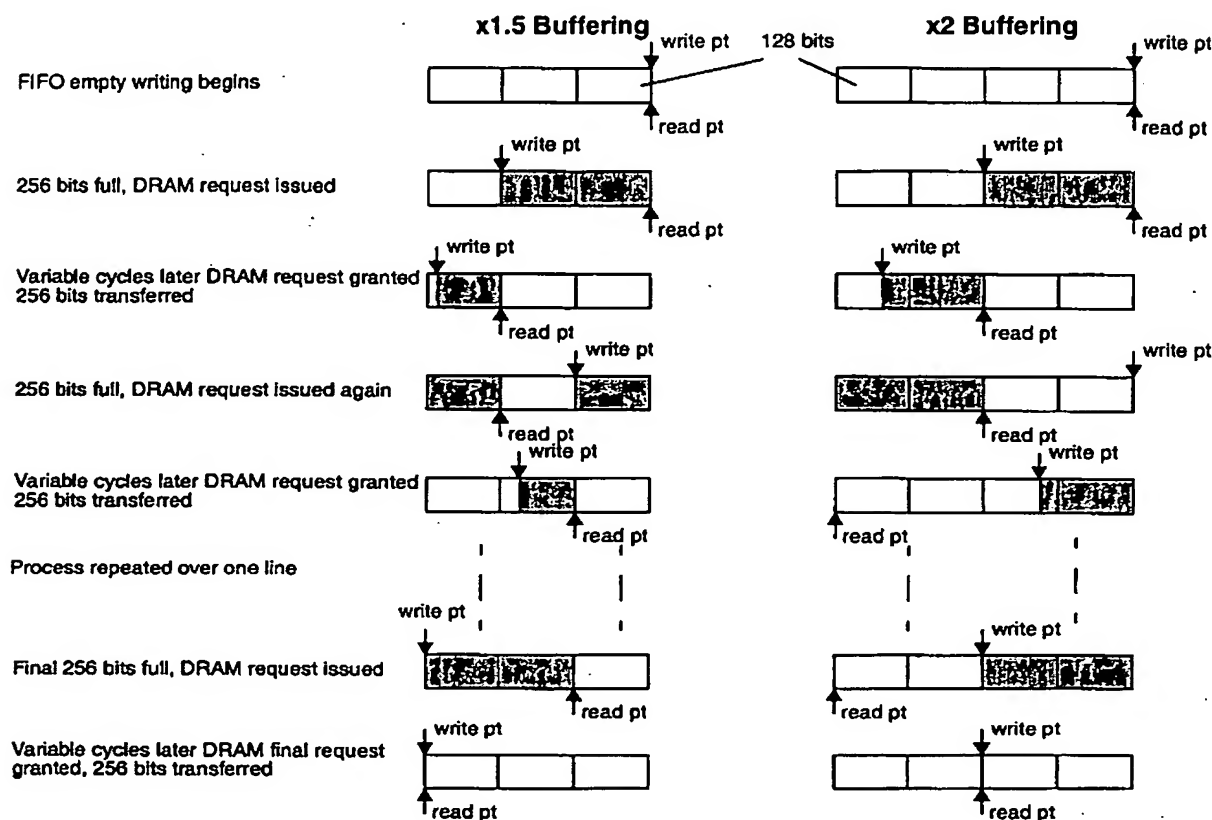 x1.5 Buffering
x2 Buffering
write pt
128 bits
write pt
FIFO empty writing begins
read pt
read pt
write pt
write pt
256 bits full, DRAM request issued
read pt
read pt
write pt
write pt
Variable cycles later DRAM request granted
256 bits transferred
read pt
read pt
write pt
write pt
256 bits full, DRAM request issued again
read pt
read pt
write pt
write pt
Variable cycles later DRAM request granted
256 bits transferred
read pt
read pt
Process repeated over one line
write pt
write pt
Final 256 bits full, DRAM request issued
read pt
read pt
write pt
write pt
Variable cycles later DRAM final request
granted, 256 bits transferred
read pt
read pt